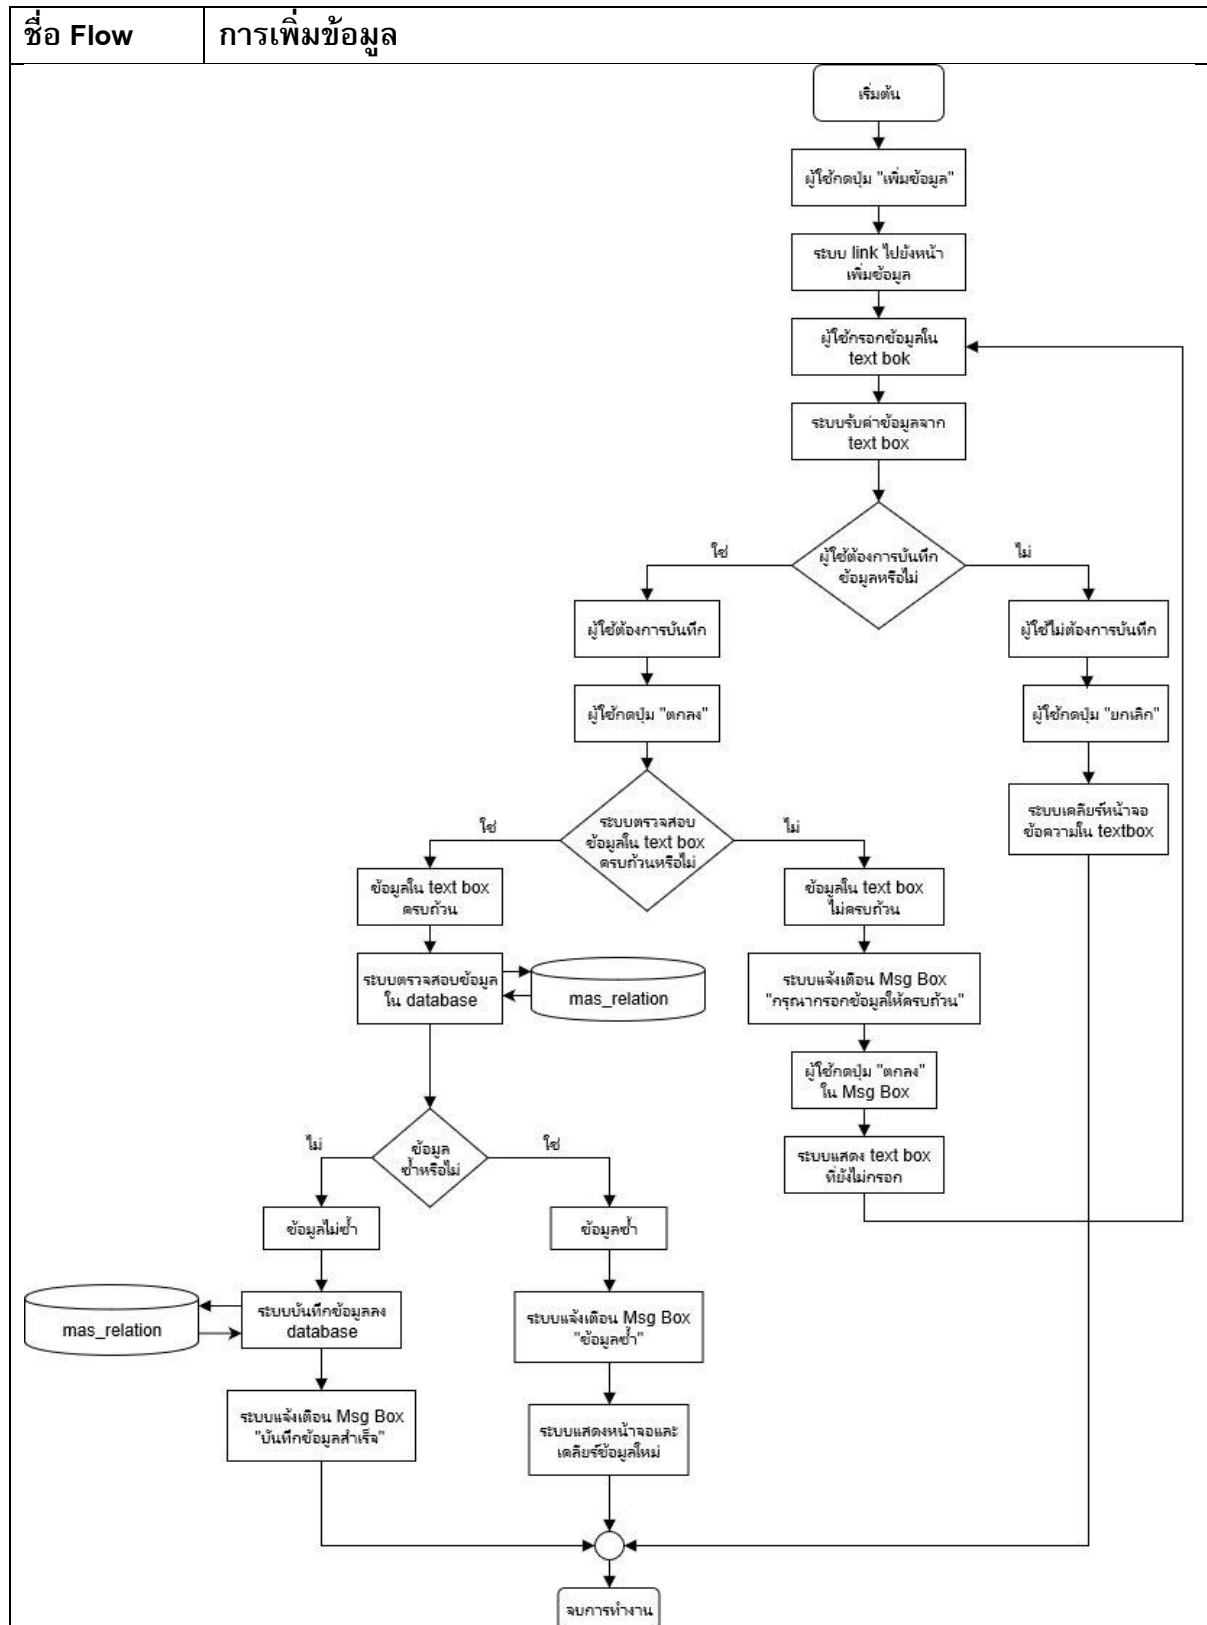 ชื่อ Flow
การเพิ่มข้อมูล
เริ่มต้น
ผู้ใช้กดปุ่ม "เพิ่มข้อมูล"
ระบบ link ไปยังหน้า
เพิ่มข้อมูล
ผู้ใช้กรอกข้อมูลใน
text bok
ระบบรับค่าข้อมูลจาก
text box
ผู้ใช้ต้องการบันทึก
ข้อมูลหรือไม่
ใช่
ไม่
ผู้ใช้ต้องการบันทึก
ผู้ใช้ไม่ต้องการบันทึก
ผู้ใช้กดปุ่ม "ตกลง"
ผู้ใช้กดปุ่ม "ยกเลิก"
ระบบตรวจสอบ
ข้อมูลใน text box
ครบถ้วนหรือไม่
ใช่
ไม่
ระบบเคลียร์หน้าจอ
ข้อความใน textbox
ข้อมูลใน text box
ครบถ้วน
ข้อมูลใน text box
ไม่ครบถ้วน
ระบบตรวจสอบข้อมูล
ใน database
mas_relation
ระบบแจ้งเตือน Msg Box
"กรุณากรอกข้อมูลให้ครบถ้วน"
ผู้ใช้กดปุ่ม "ตกลง"
ใน Msg Box
ระบบแสดง text box
ที่ยังไม่กรอก
ข้อมูล
ซ้ำหรือไม่
ไม่
ใช่
ข้อมูลไม่ซ้ำ
ข้อมูลซ้ำ
ระบบบันทึกข้อมูลลง
database
mas_relation
ระบบแจ้งเตือน Msg Box
"ข้อมูลซ้ำ"
ระบบแจ้งเตือน Msg Box
"บันทึกข้อมูลสำเร็จ"
ระบบแสดงหน้าจอและ
เคลียร์ข้อมูลใหม่
จบการทำงาน